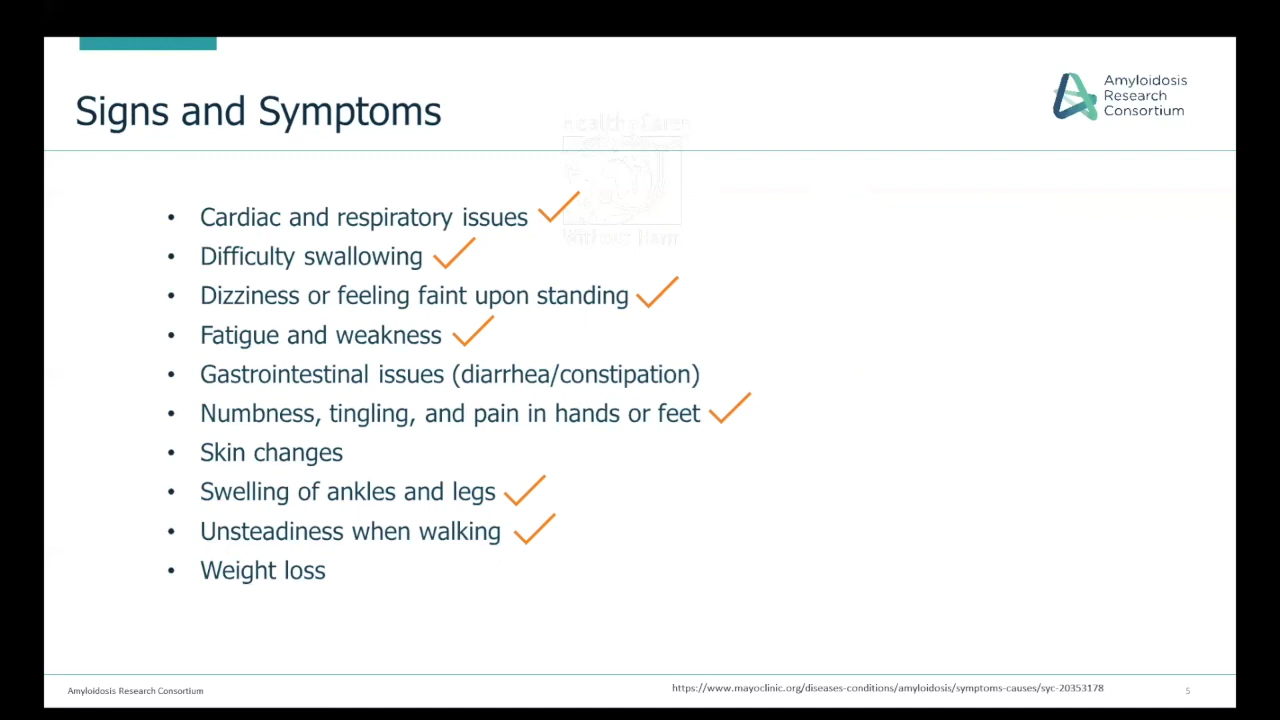 Amyloidosis
Research
Consortium
Signs and Symptoms
• Cardiac and respiratory issues
• Difficulty swallowing
• Dizziness or feeling faint upon standing
• Fatigue and weakness
• Gastrointestinal issues (diarrhea/constipation)
• Numbness, tingling, and pain in hands or feet
• Skin changes
• Swelling of ankles and legs
• Unsteadiness when walking
• Weight loss
Amyloidosis Research Consortium
https://www.mayoclinic.org/diseases-conditions/amyloidosis/symptoms-causes/syc-20353178
5